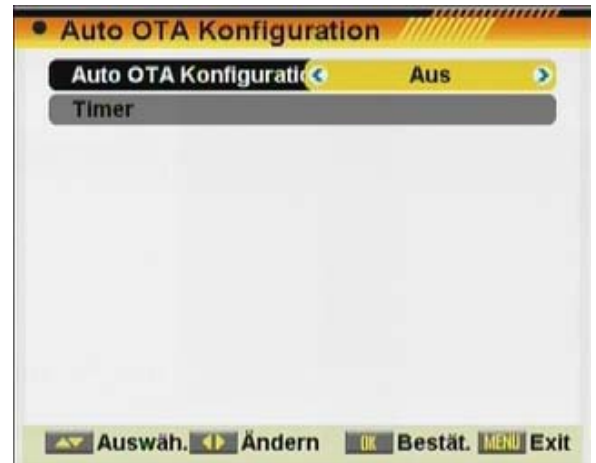 Auto OTA Konfiguration
Auto OTA Konfiguratio Aus
Timer
Auswäh. Ändern OK Bestät. MENU Exit